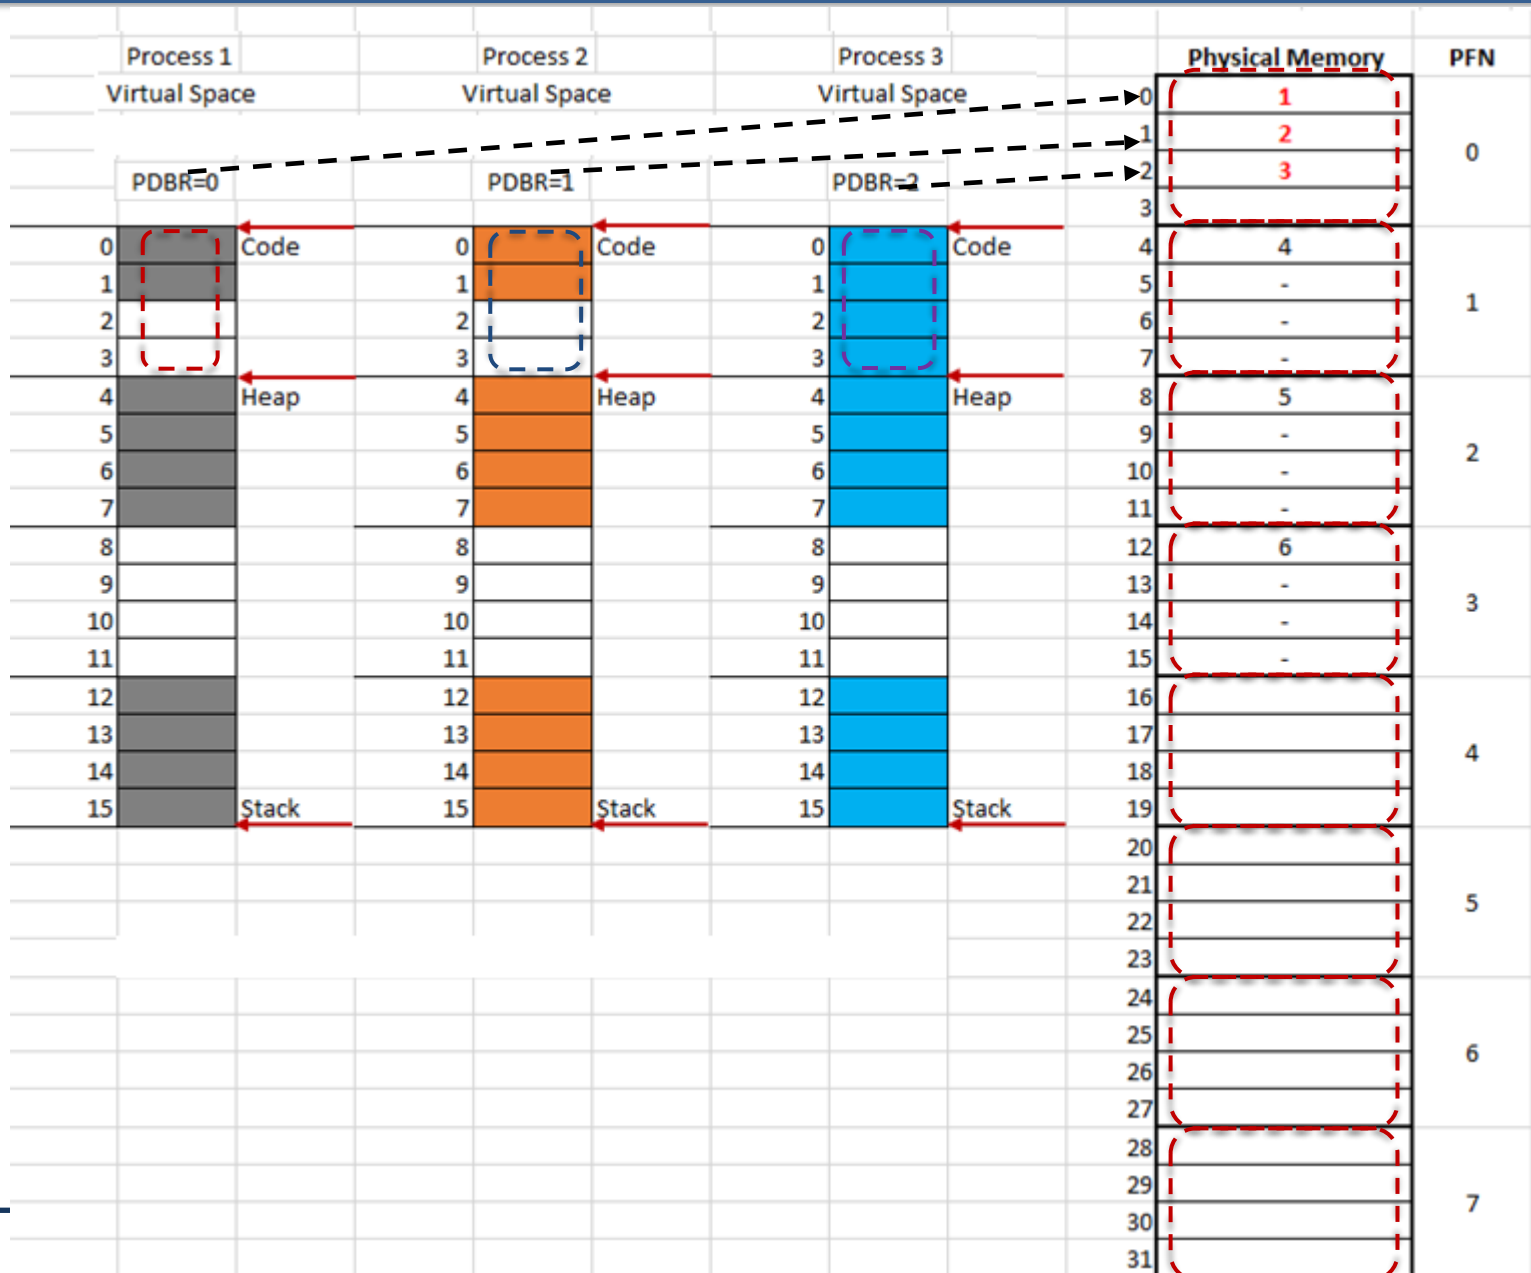 Process 1 Process 2 Process 3 Physical Memory PFN
Virtual Space Virtual Space Virtual Space
0 1
1 2
0
2 3
PDBR=0 PDBR=1 PDBR=2
3
0 Code 0 Code 0 Code 4 4
1 1 1 5 -
1
2 2 2 6 -
3 3 3 7 -
4 Heap 4 Heap 4 Heap 8 5
5 5 5 9 -
2
6 6 6 10 -
7 7 7 11 -
8 8 8 12 6
9 9 9 13 -
3
10 10 10 14 -
11 11 11 15 -
12 12 12 16
13 13 13 17
4
14 14 14 18
15 Stack 15 Stack 15 Stack 19
20
21
5
22
23
24
25
6
26
27
28
29
7
30
31